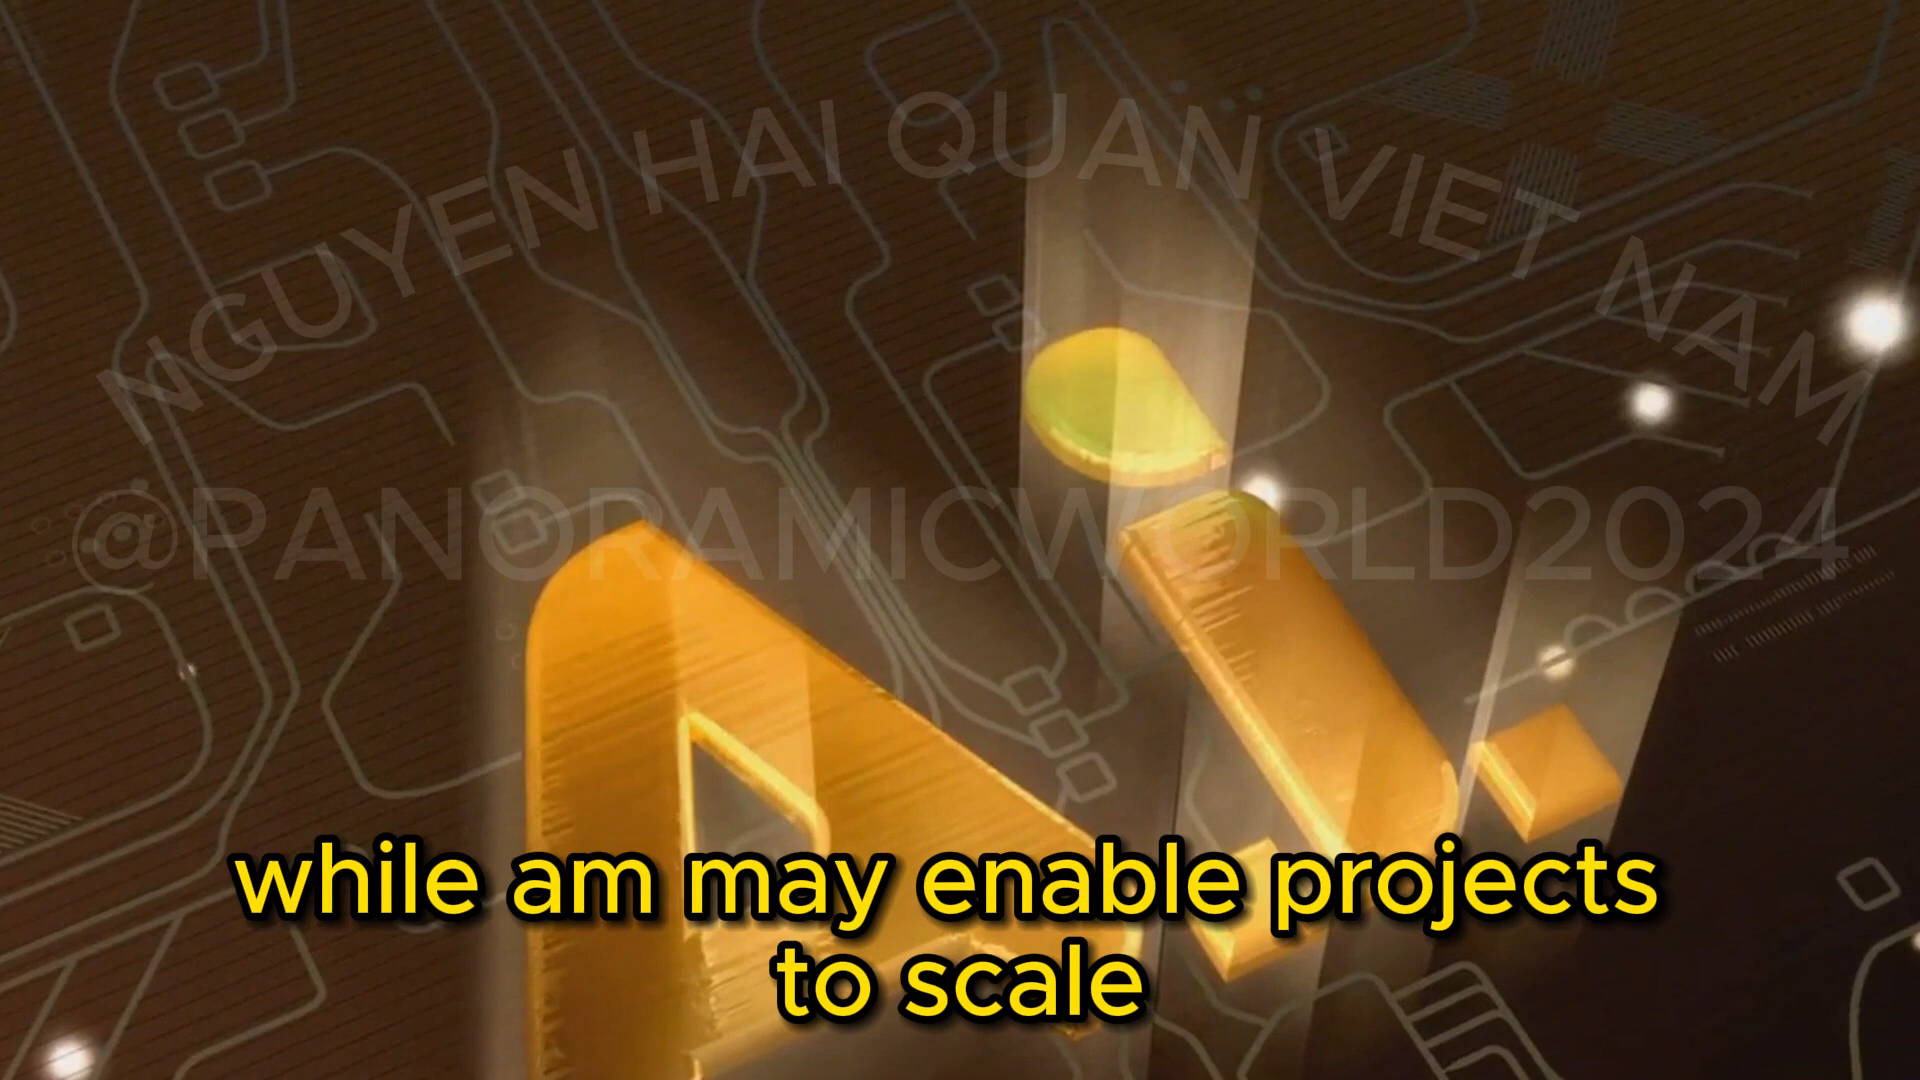 NGUYEN HAI QUAN VIET NAM
@PANORAMICWORLD2024
while am may enable projects
to scale